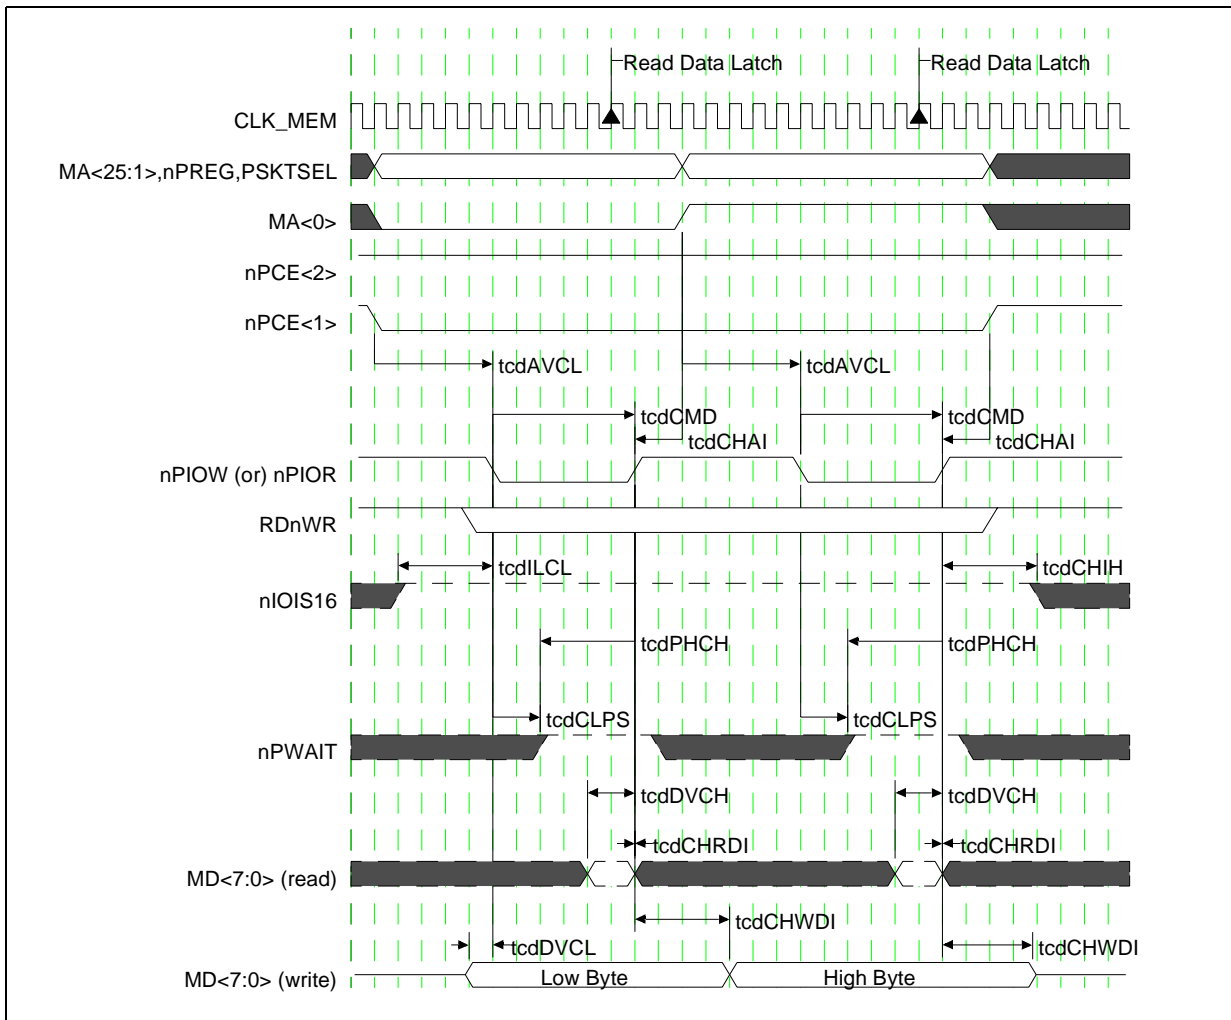 Read Data Latch Read Data Latch
CLK_MEM
MA<25:1>,nPREG,PSKTSEL
MA<0>
nPCE<2>
nPCE<1>
tcdAVCL tcdAVCL
tcdCMD tcdCMD
tcdCHAI tcdCHAI
nPIOW (or) nPIOR
RDnWR
tcdILCL tcdCHIH
nIOIS16
tcdPHCH tcdPHCH
tcdCLPS tcdCLPS
nPWAIT
tcdDVCH tcdDVCH
tcdCHRDI tcdCHRDI
MD<7:0> (read)
tcdCHWDI
tcdDVCL tcdCHWDI
MD<7:0> (write) Low Byte High Byte